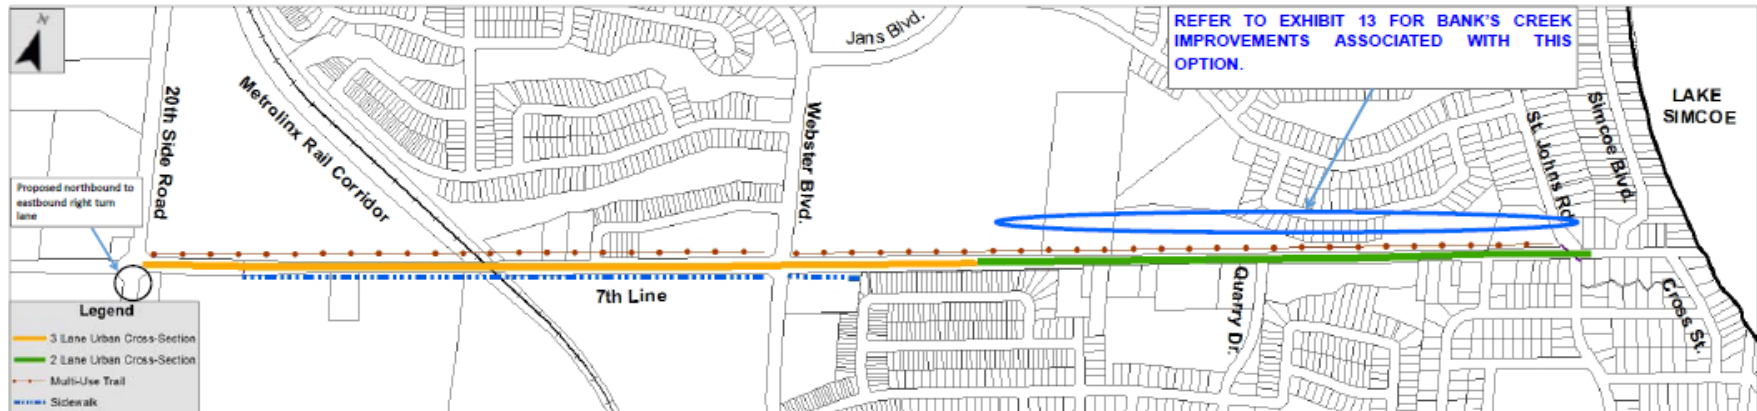 REFER TO EXHIBIT 13 FOR BANK'S CREEK
IMPROVEMENTS ASSOCIATED WITH THIS
OPTION.
Jans Blvd.
LAKE
SIMCOE
20th Side Road
Metrolinx Rail Corridor
Webster Blvd.
St. Johns Rd.
Simcoe Blvd.
Proposed northbound to
eastbound right turn
lane
7th Line
Quarry Dr.
Cross St.
Legend
3 Lane Urban Cross-Section
2 Lane Urban Cross-Section
Multi-Use Trail
Sidewalk